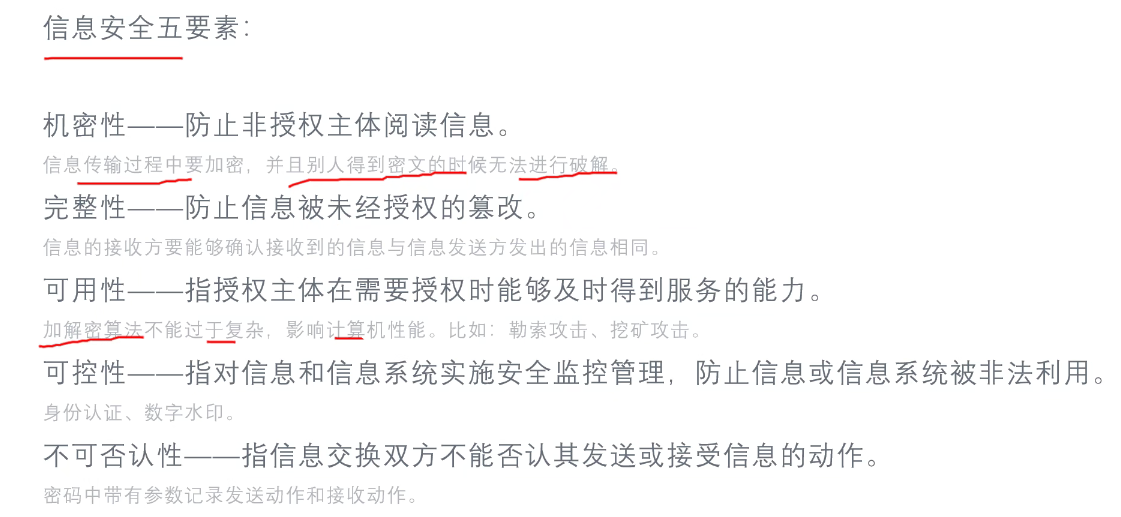 信息安全五要素：
机密性——防止非授权主体阅读信息。
信息传输过程中要加密，并且别人得到密文的时候无法进行破解。
完整性——防止信息被未经授权的篡改。
信息的接收方要能够确认接收到的信息与信息发送方发出的信息相同。
可用性——指授权主体在需要授权时能够及时得到服务的能力。
加解密算法不能过于复杂，影响计算机性能。比如：勒索攻击、挖矿攻击。
可控性——指对信息和信息系统实施安全监控管理，防止信息或信息系统被非法利用。
身份认证、数字水印。
不可否认性——指信息交换双方不能否认其发送或接受信息的动作。
密码中带有参数记录发送动作和接收动作。